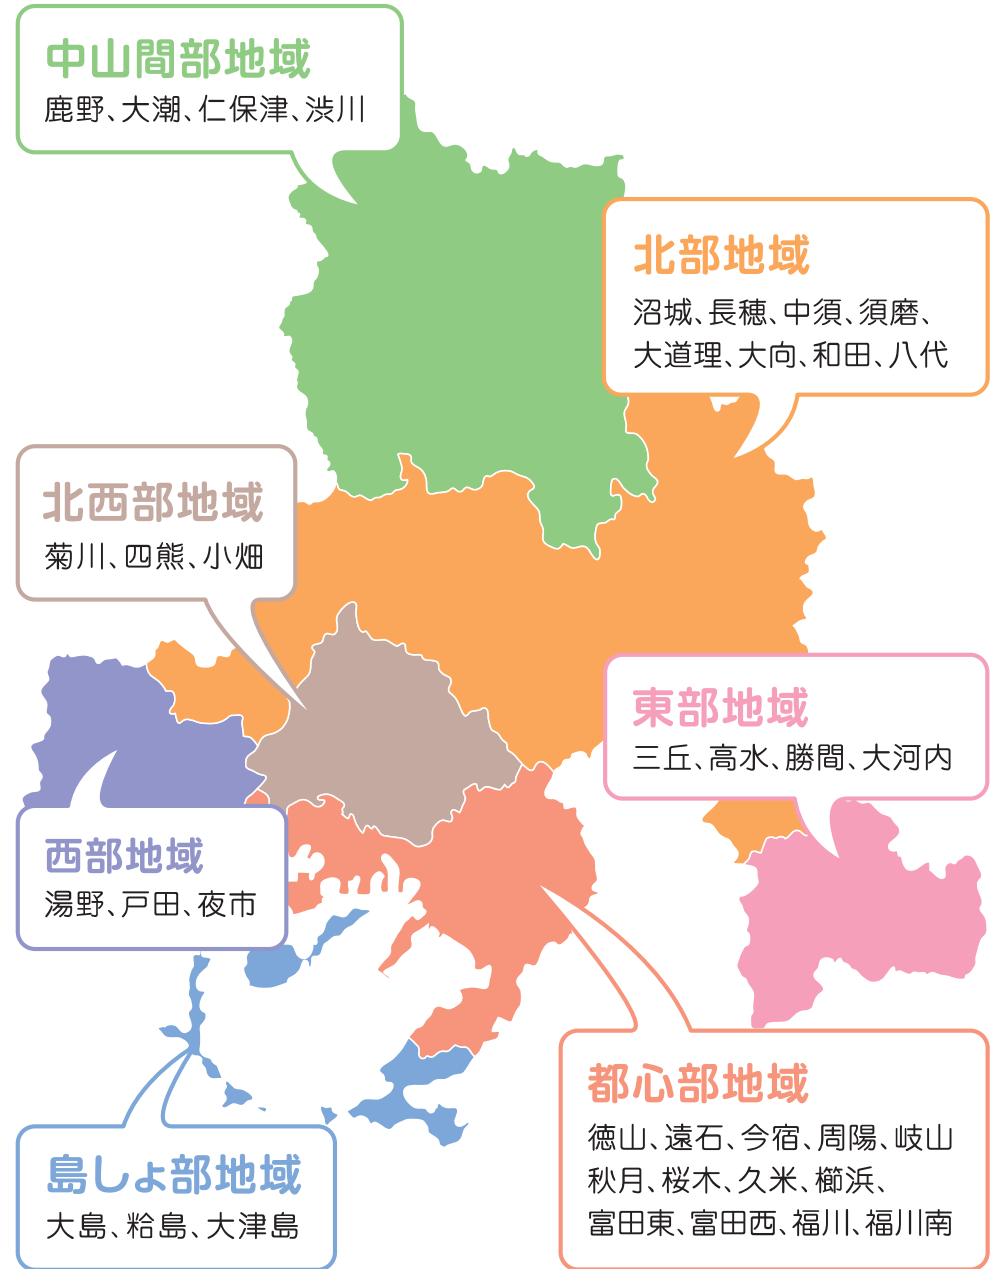 中山間部地域
鹿野、大潮、仁保津、渋川
北部地域
沼城、長穂、中須、須磨、
大道理、大向、和田、八代
北西部地域
菊川、四熊、小畑
東部地域
三丘、高水、勝間、大河内
西部地域
湯野、戸田、夜市
都心部地域
徳山、遠石、今宿、周陽、岐山
秋月、桜木、久米、櫛浜、
富田東、富田西、福川、福川南
島しょ部地域
大島、粭島、大津島